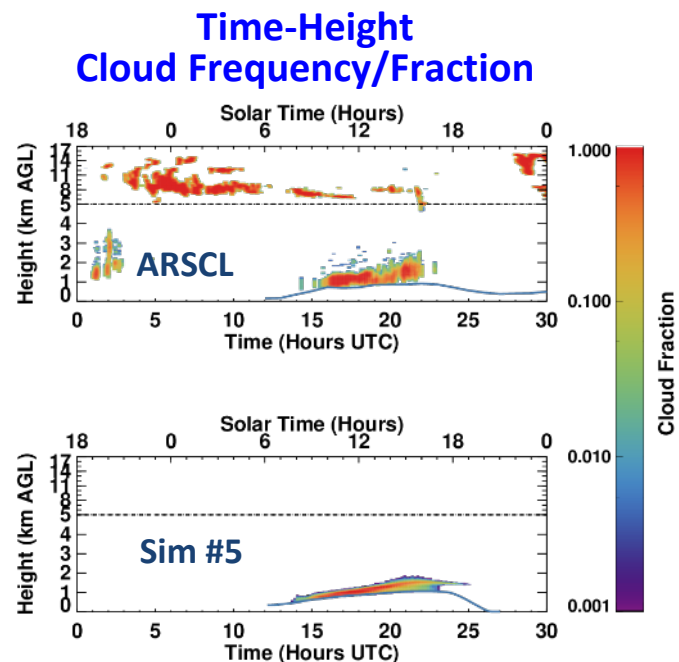 Time-Height
Cloud Frequency/Fraction
Solar Time (Hours)
18 0 6 12 18 0
Height (km AGL)
17
14
11
8
5
4
3
2
1
0
ARSCL
0 5 10 15 20 25 30
Time (Hours UTC)
Solar Time (Hours)
18 0 6 12 18 0
Height (km AGL)
17
14
11
8
5
4
3
2
1
0
Sim #5
0 5 10 15 20 25 30
Time (Hours UTC)
1.000
0.100
0.010
0.001
Cloud Fraction